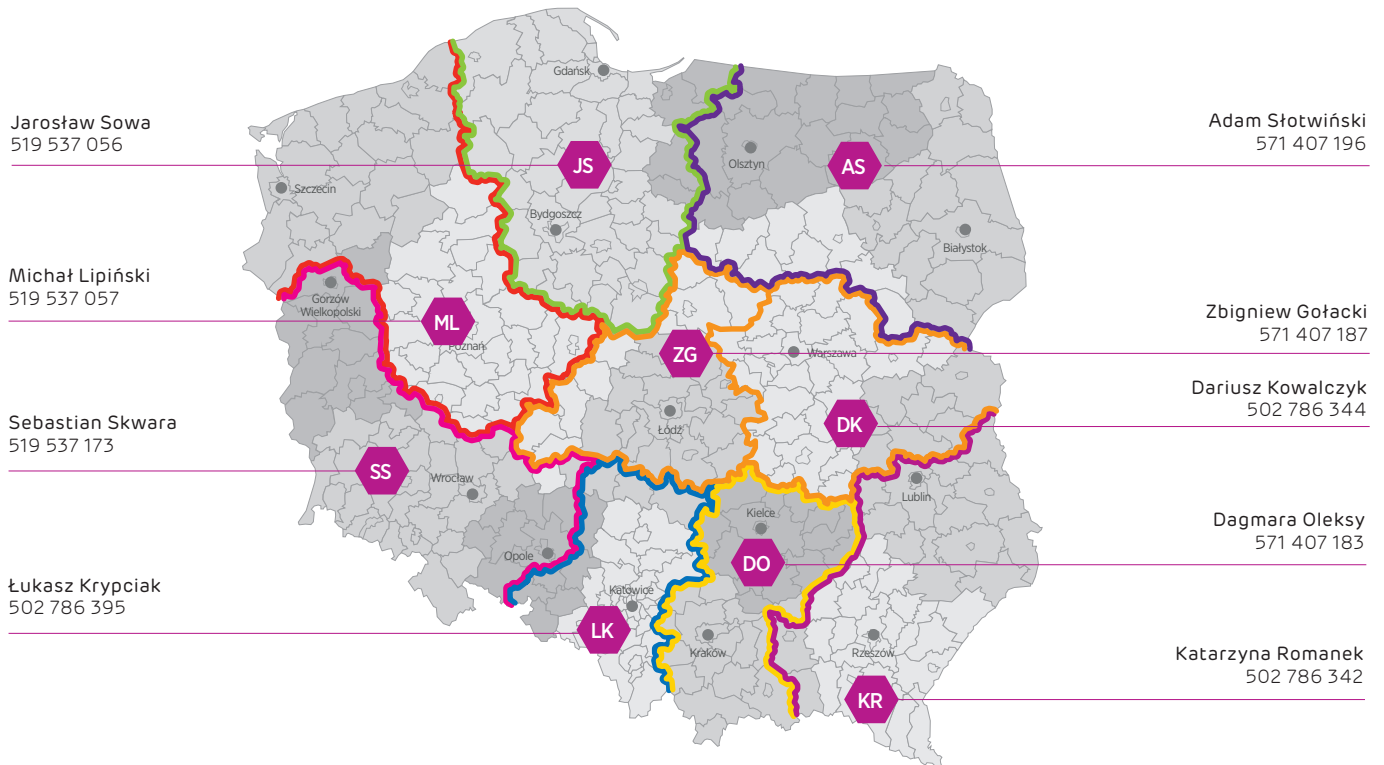 Jarosław Sowa
519 537 056
Michał Lipiński
519 537 057
Sebastian Skwara
519 537 173
Łukasz Krypciak
502 786 395
Gdańsk
JS
Olsztyn
AS
Szczecin
Bydgoszcz
Białystok
Gorzów
Wielkopolski
ML
Poznań
ZG
Warszawa
Łódź
DK
SS
Wrocław
Lublin
Kielce
Opole
DO
Katowice
LK
Kraków
Rzeszów
KR
Adam Słotwiński
571 407 196
Zbigniew Gołacki
571 407 187
Dariusz Kowalczyk
502 786 344
Dagmara Oleksy
571 407 183
Katarzyna Romanek
502 786 342